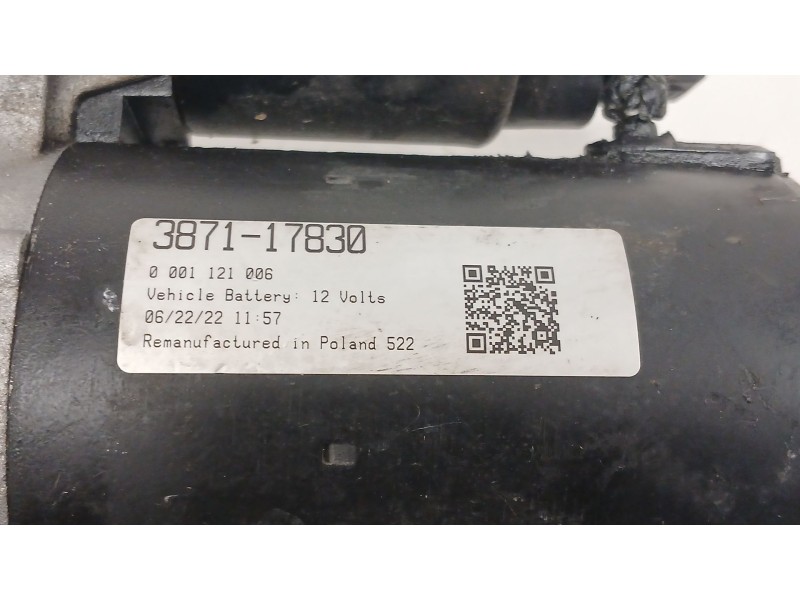 3871-17830
0 001 121 006
Vehicle Battery: 12 Volts
06/22/22 11:57
Remanufactured in Poland 522